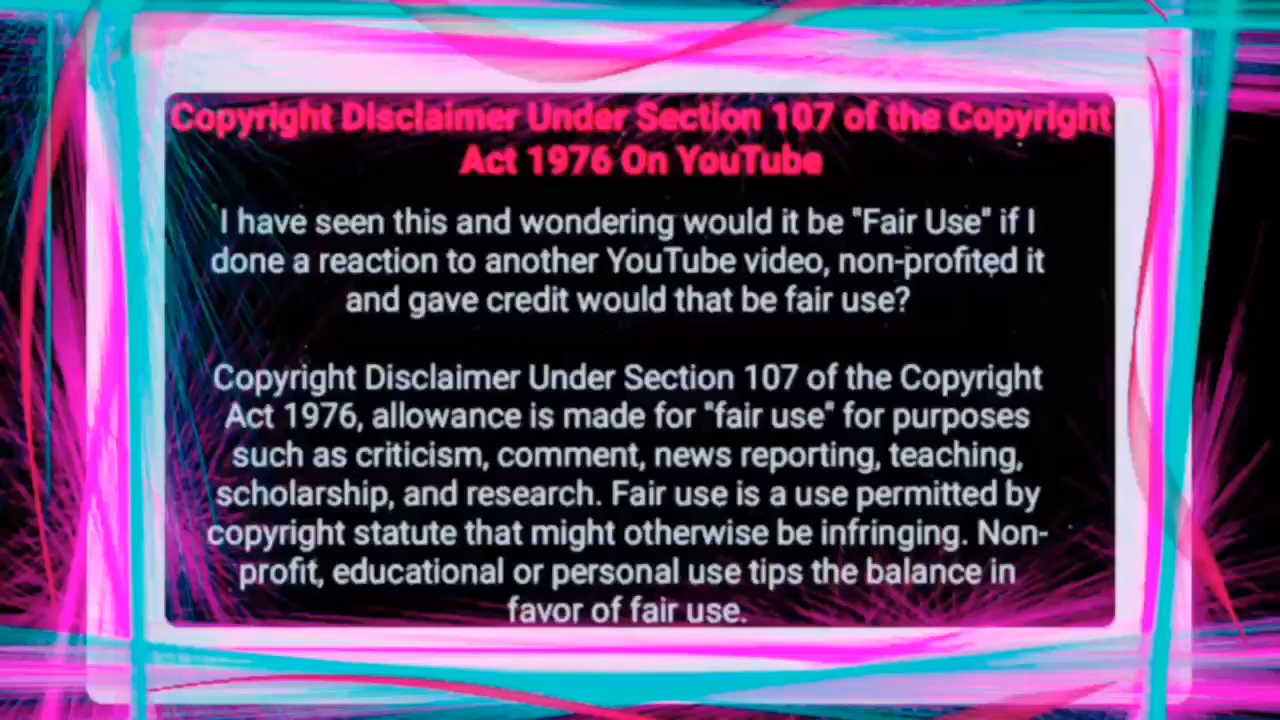 Copyright Disclaimer Under Section 107 of the Copyright
Act 1976 On YouTube
I have seen this and wondering would it be "Fair Use" if I
done a reaction to another YouTube video, non-profited it
and gave credit would that be fair use?
Copyright Disclaimer Under Section 107 of the Copyright
Act 1976, allowance is made for "fair use" for purposes
such as criticism, comment, news reporting, teaching,
scholarship, and research. Fair use is a use permitted by
copyright statute that might otherwise be infringing. Non-
profit, educational or personal use tips the balance in
favor of fair use.